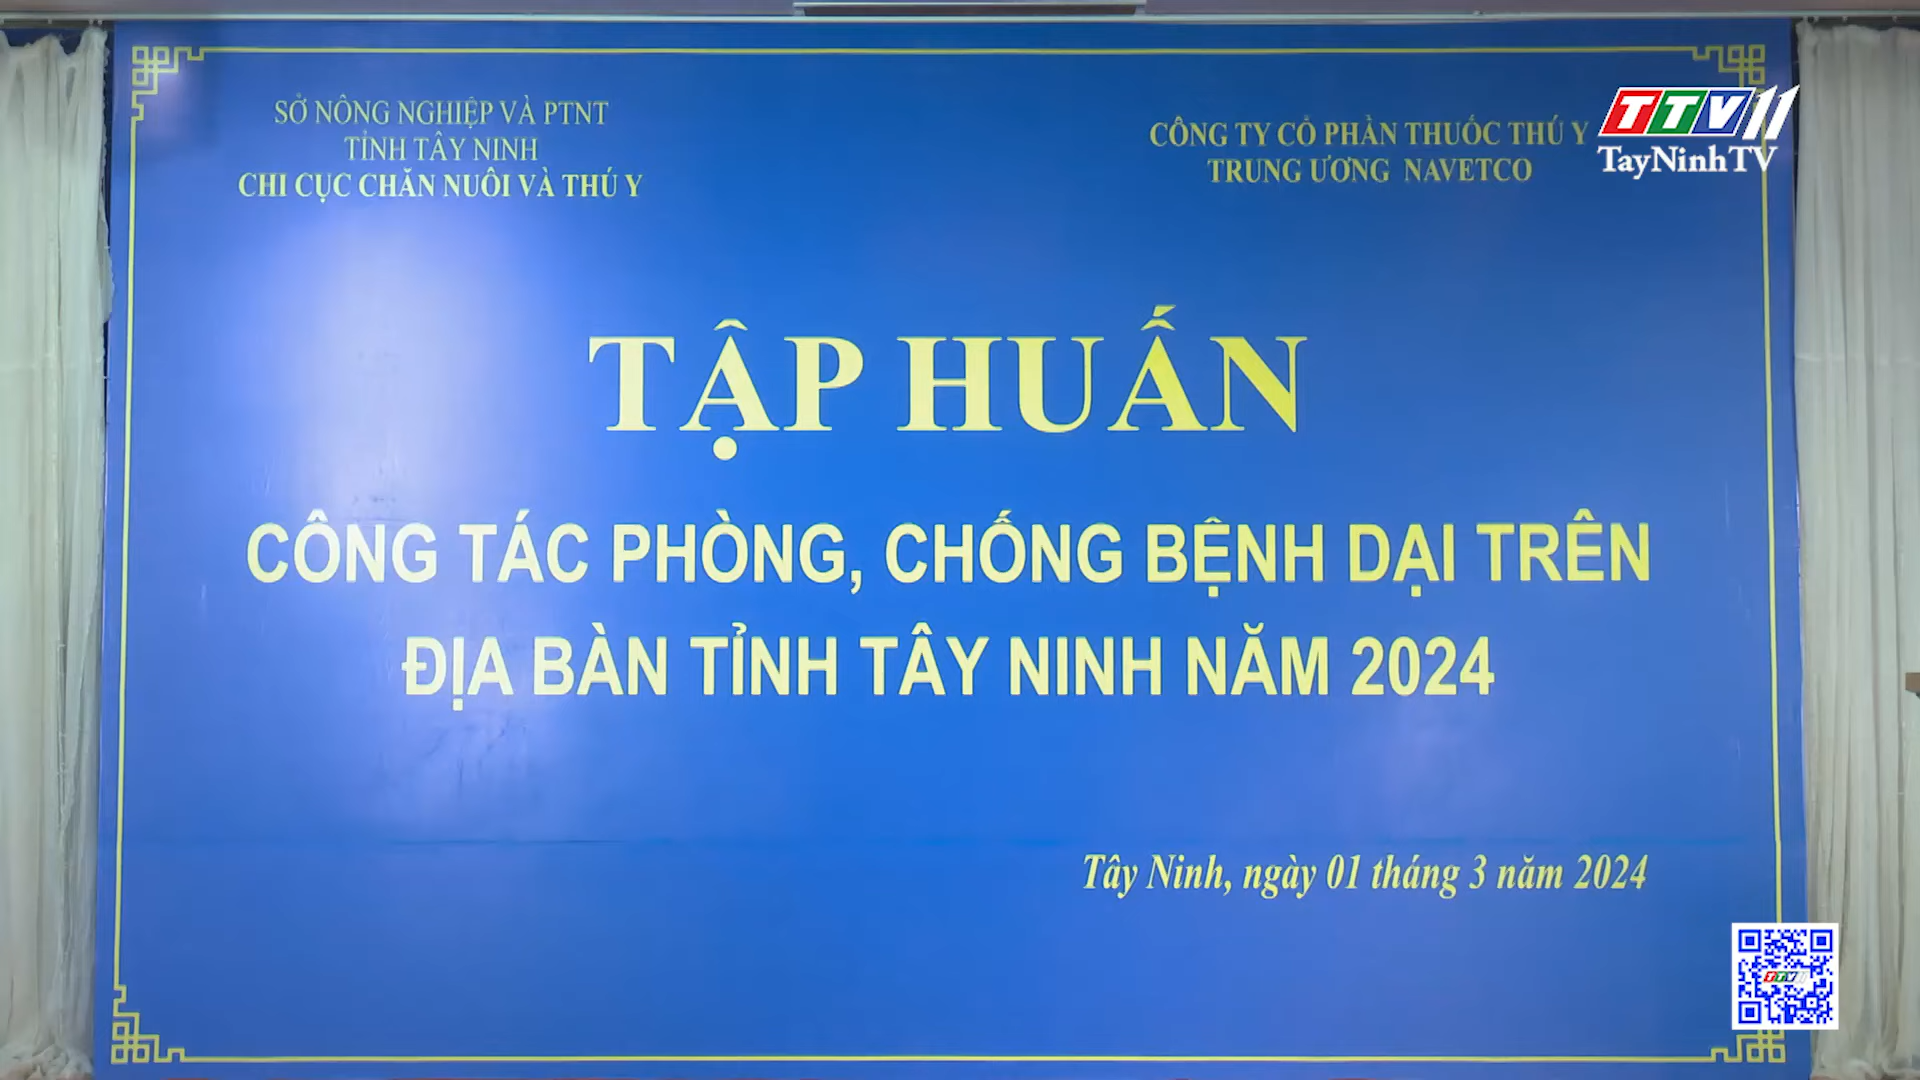 SỞ NÔNG NGHIỆP VÀ PTNT
TỈNH TÂY NINH
CHI CỤC CHĂN NUÔI VÀ THÚ Y
CÔNG TY CỔ PHẦN THUỐC THÚ Y
TRUNG ƯƠNG NAVETCO
TTV11
TayNinhTV
TẬP HUẤN
CÔNG TÁC PHÒNG, CHỐNG BỆNH DẠI TRÊN
ĐỊA BÀN TỈNH TÂY NINH NĂM 2024
Tây Ninh, ngày 01 tháng 3 năm 2024
TTV11